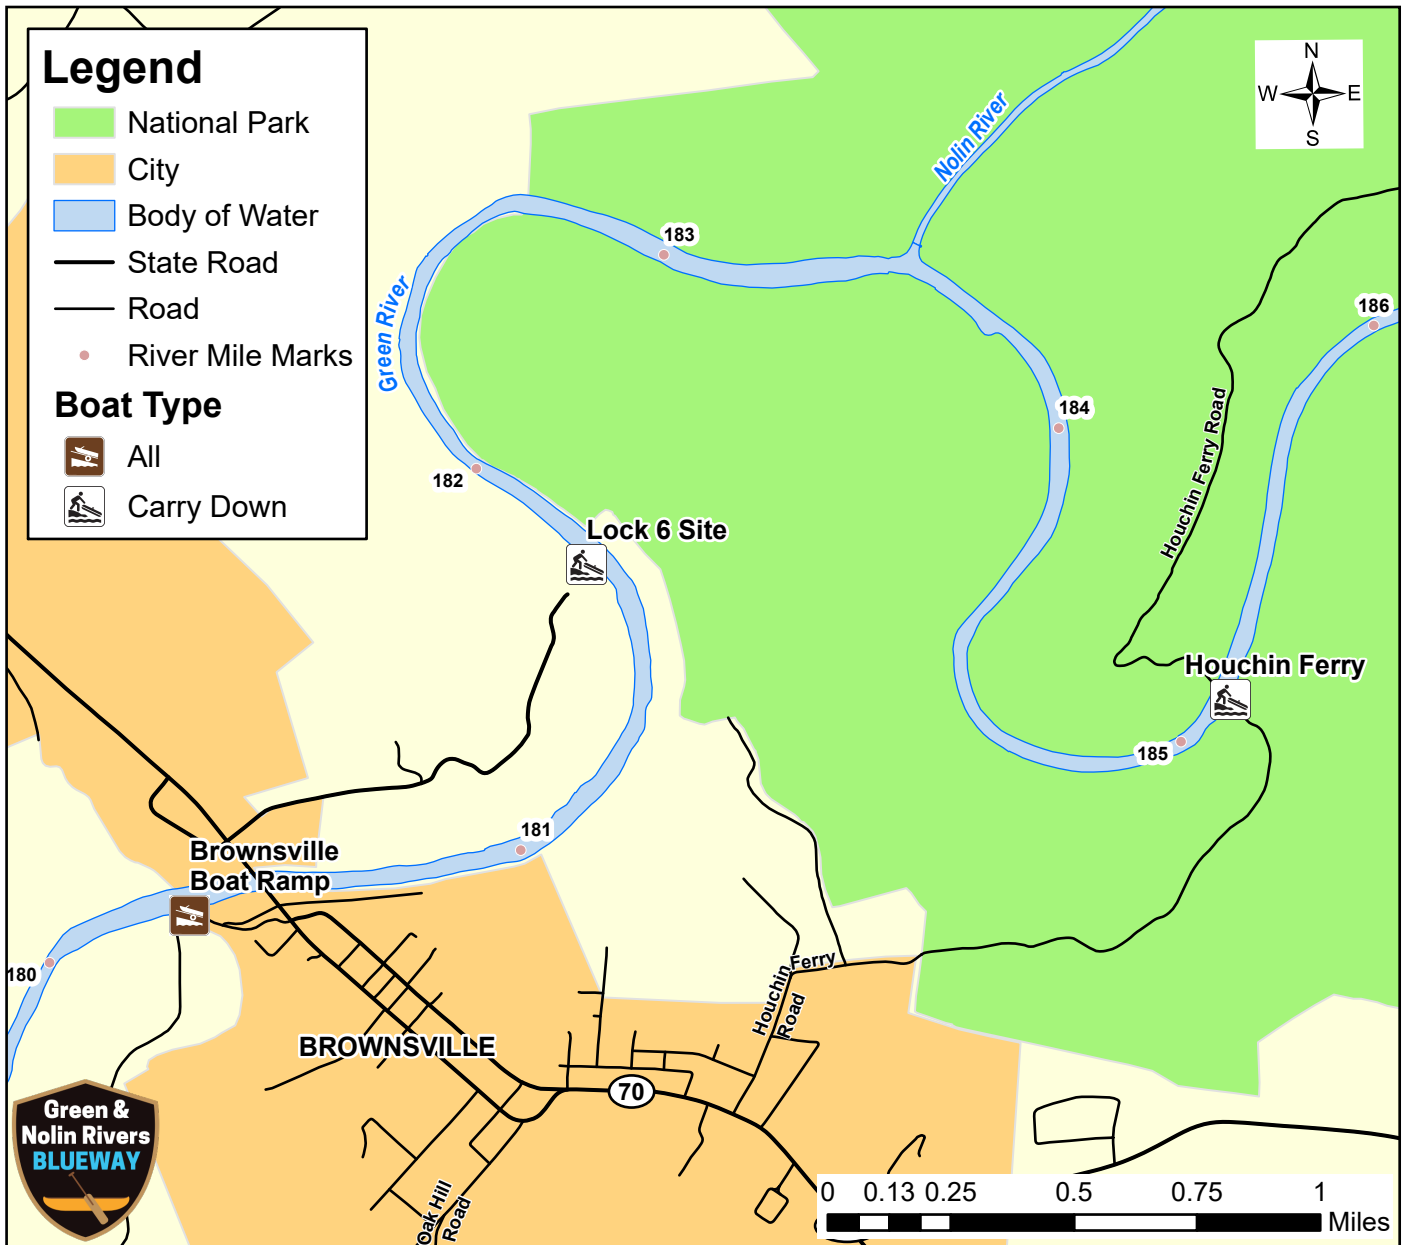 Legend
National Park
City
Body of Water
State Road
Road
River Mile Marks
Boat Type
All
Carry Down
N
W
E
S
Nolin River
Green River
183
186
184
182
Houchin Ferry Road
Lock 6 Site
Houchin Ferry
185
181
Brownsville
Boat Ramp
180
Houchin Ferry
Road
BROWNSVILLE
70
Green &
Nolin Rivers
BLUEWAY
Oak Hill
Road
0 0.13 0.25 0.5 0.75 1
Miles